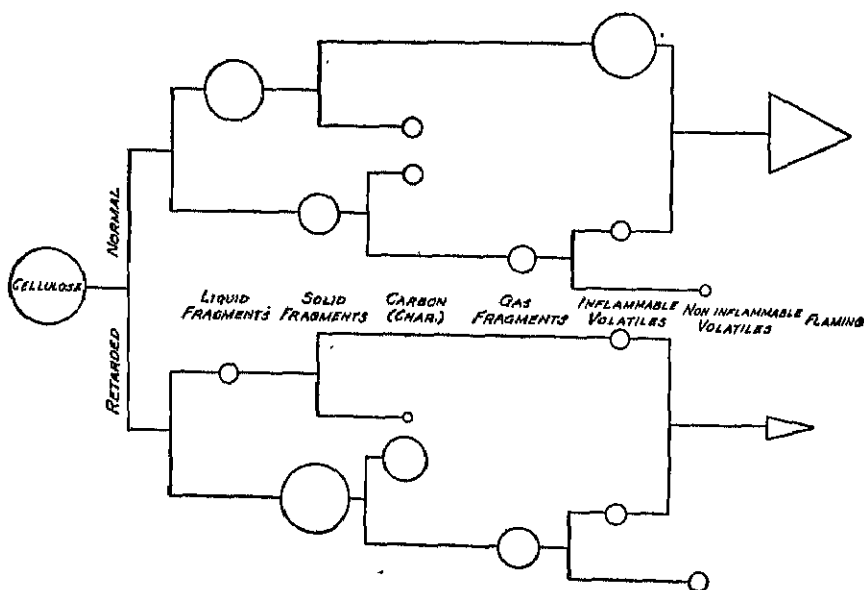 NORMAL
CELLULOSE
LIQUID
FRAGMENTS
SOLID
FRAGMENTS
CARBON
(CHAR.)
GAS
FRAGMENTS
INFLAMMABLE
VOLATILES
NON INFLAMMABLE
VOLATILES
FLAMING
RETARDED